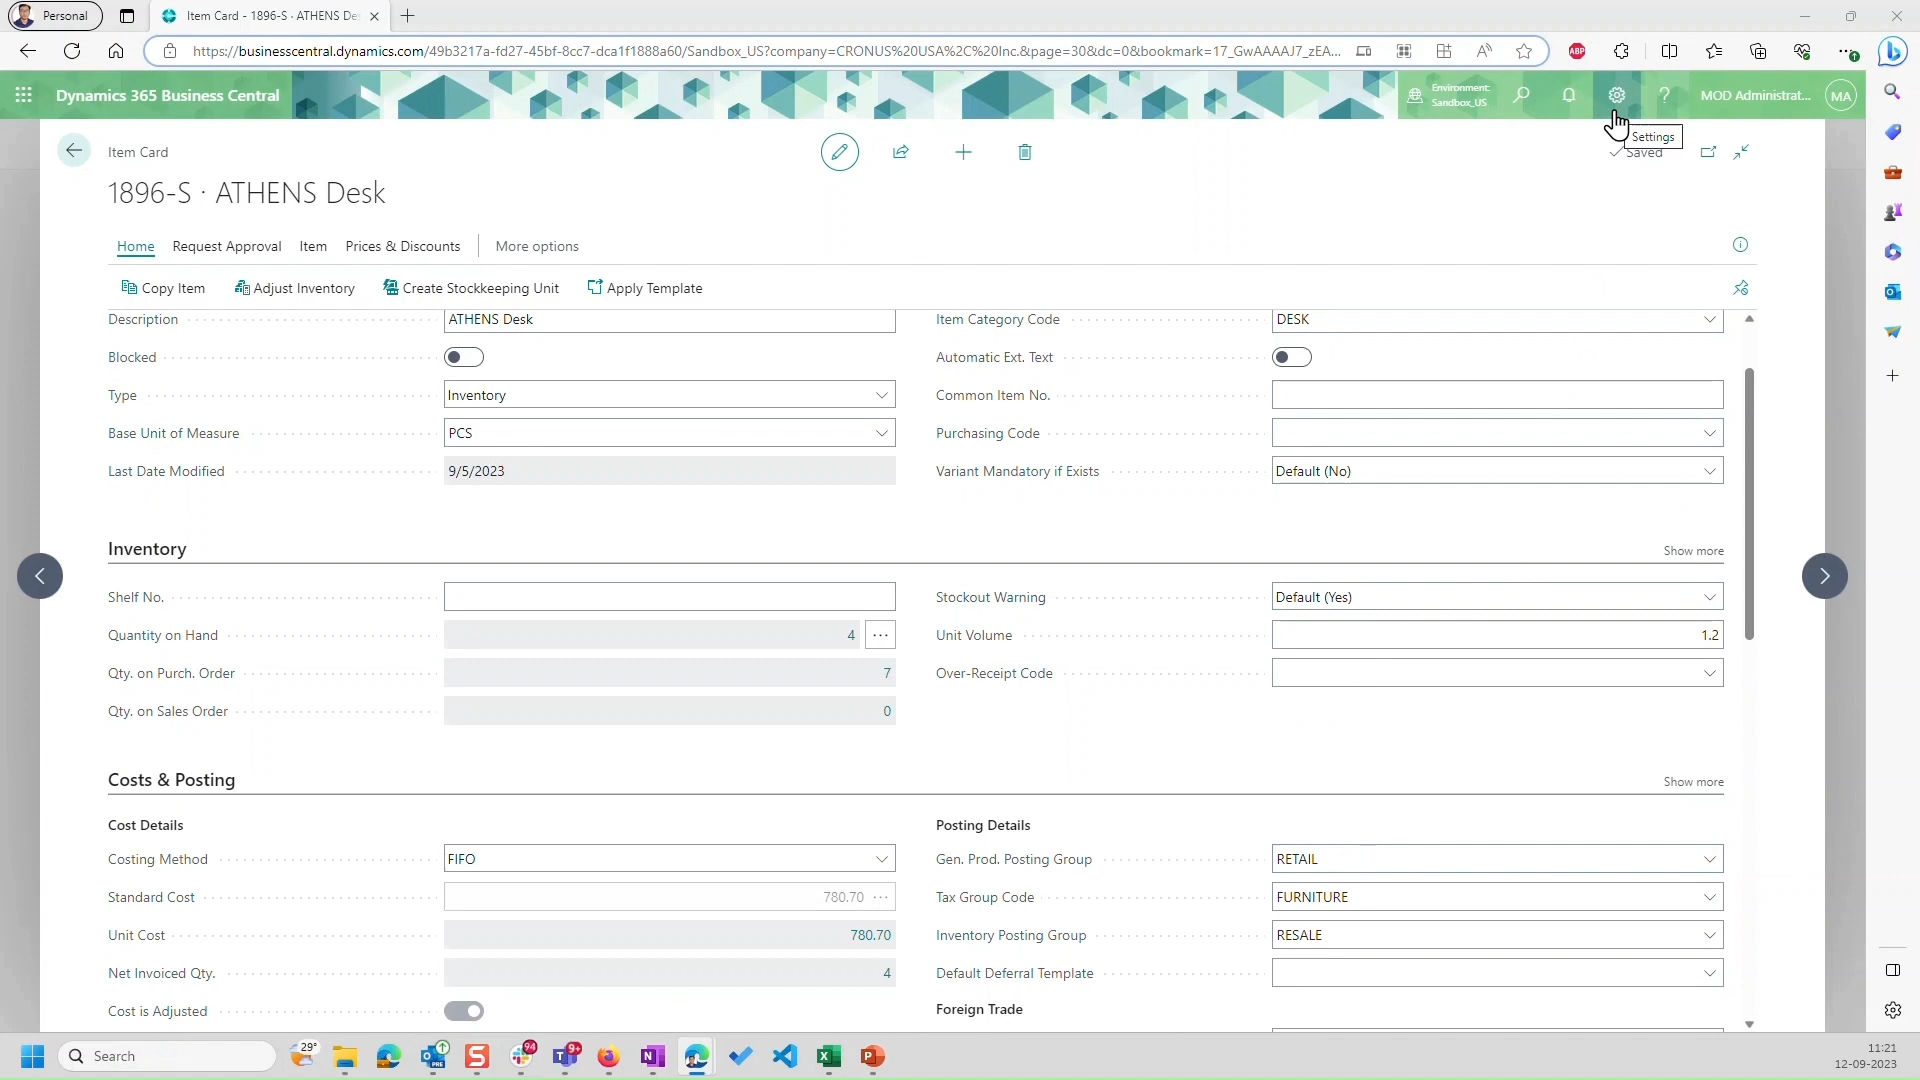 Personal
Item Card - 1896-S · ATHENS De
https://businesscentral.dynamics.com/49b3217a-fd27-45bf-8cc7-dca1f1888a60/Sandbox_US?company=CRONUS%20USA%2C%20Inc.&page=30&dc=0&bookmark=17_GwAAAAJ7_zEA...
ABP
Dynamics 365 Business Central
Environment:
Sandbox_US
MOD Administrat...
MA
Settings
Item Card
Saved
1896-S · ATHENS Desk
Home Request Approval Item Prices & Discounts More options
Copy Item Adjust Inventory Create Stockkeeping Unit Apply Template
Description ATHENS Desk Item Category Code DESK
Blocked Automatic Ext. Text
Type Inventory Common Item No.
Base Unit of Measure PCS Purchasing Code
Last Date Modified 9/5/2023 Variant Mandatory if Exists Default (No)
Inventory Show more
Shelf No. Stockout Warning Default (Yes)
Quantity on Hand 4 Unit Volume 1.2
Qty. on Purch. Order 7 Over-Receipt Code
Qty. on Sales Order 0
Costs & Posting Show more
Cost Details Posting Details
Costing Method FIFO Gen. Prod. Posting Group RETAIL
Standard Cost 780.70 Tax Group Code FURNITURE
Unit Cost 780.70 Inventory Posting Group RESALE
Net Invoiced Qty. 4 Default Deferral Template
Cost is Adjusted Foreign Trade
Search
29°
94
9+
11:21
12-09-2023